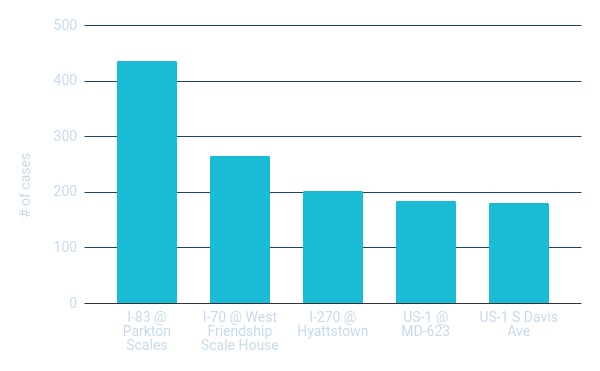 500
400
300
200
100
0
# of cases
I-83 @
Parkton
Scales
I-70 @ West
Friendship
Scale House
I-270 @
Hyattstown
US-1 @
MD-623
US-1 S Davis
Ave